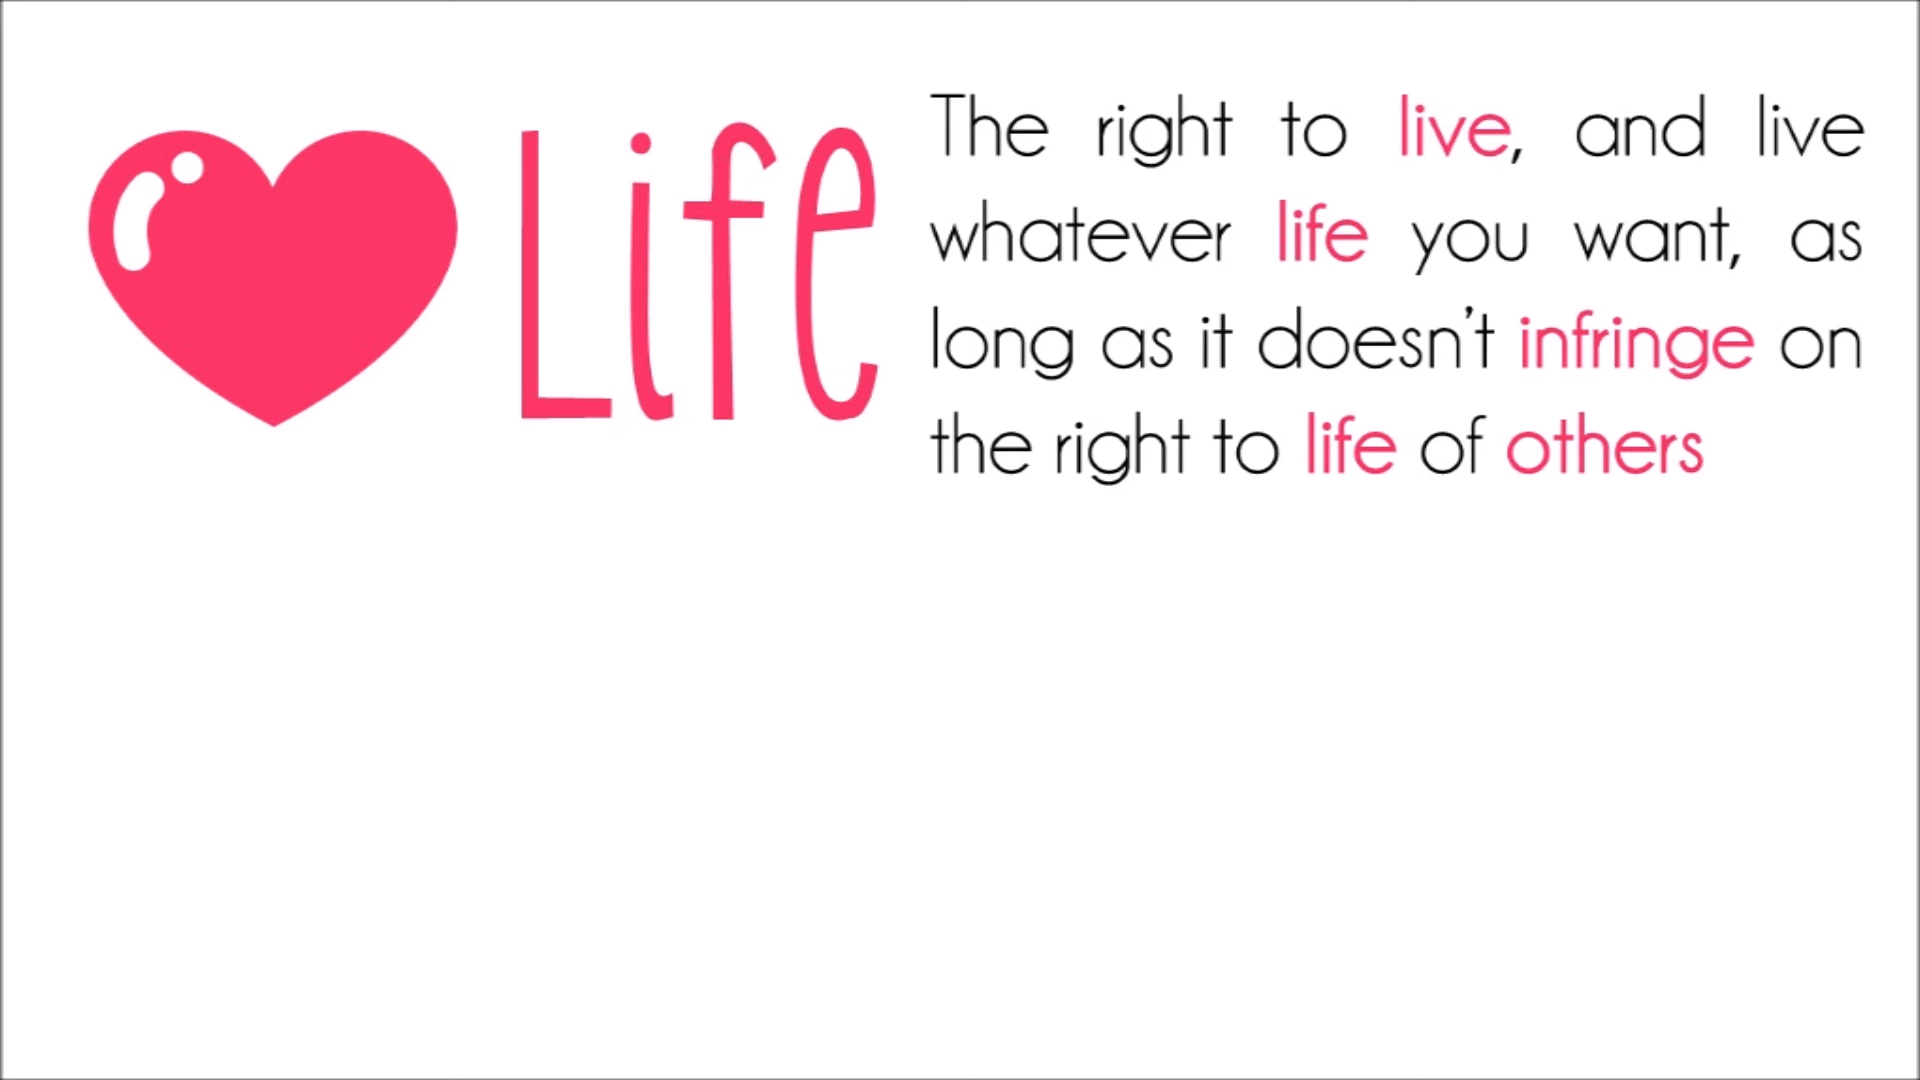 Life
The right to live, and live
whatever life you want, as
long as it doesn't infringe on
the right to life of others